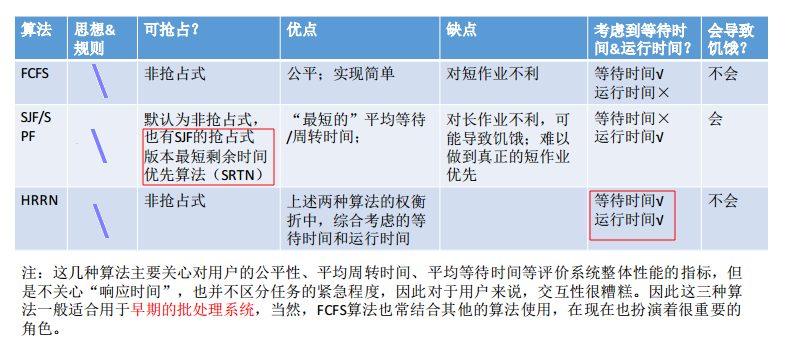 算法 思想&规则 可抢占? 优点 缺点 考虑到等待时间&运行时间? 会导致饥饿?
FCFS 非抢占式 公平；实现简单 对短作业不利 等待时间√ 不会
运行时间×
SJF/S 默认为非抢占式， “最短的”平均等待 对长作业不利，可 等待时间× 会
PF 也有SJF的抢占式 /周转时间； 能导致饥饿；难以 运行时间√
版本最短剩余时间 做到真正的短作业
优先算法（SRTN） 优先
HRRN 非抢占式 上述两种算法的权衡 等待时间√ 不会
折中，综合考虑的等 运行时间√
待时间和运行时间
注：这几种算法主要关心对用户的公平性、平均周转时间、平均等待时间等评价系统整体性能的指标，但
是不关心“响应时间”，也并不区分任务的紧急程度，因此对于用户来说，交互性很糟糕。因此这三种算
法一般适合用于早期的批处理系统，当然，FCFS算法也常结合其他的算法使用，在现在也扮演着很重要的
角色。